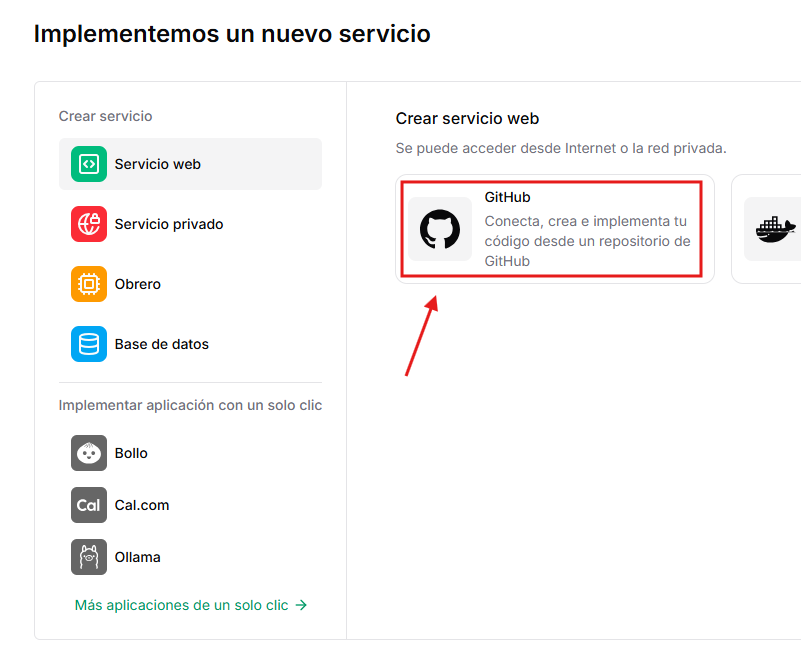 Implementemos un nuevo servicio
Crear servicio
Servicio web
Servicio privado
Obrero
Base de datos
Implementar aplicación con un solo clic
Bollo
Cal
Cal.com
Ollama
Más aplicaciones de un solo clic →
Crear servicio web
Se puede acceder desde Internet o la red privada.
GitHub
Conecta, crea e implementa tu
código desde un repositorio de
GitHub